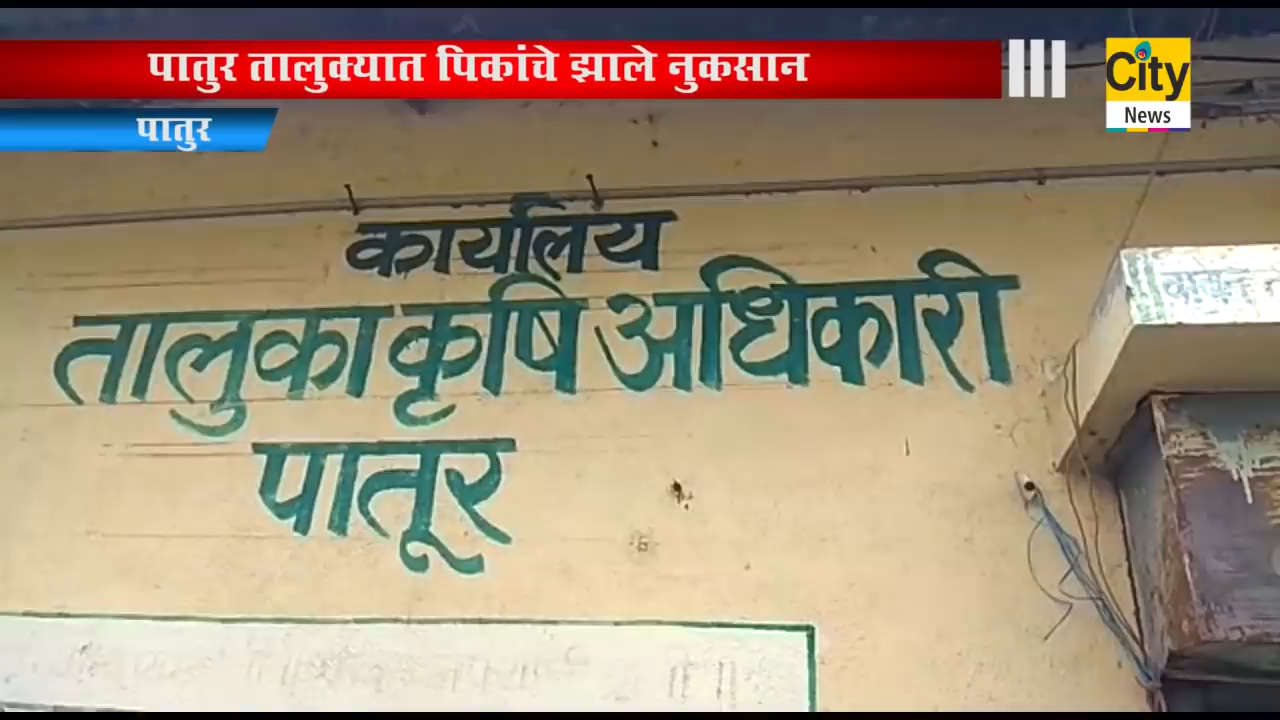 पातुर तालुक्यात पिकांचे झाले नुकसान
City
News
पातुर
कार्यालय
तालुका कृषि अधिकारी
पातूर